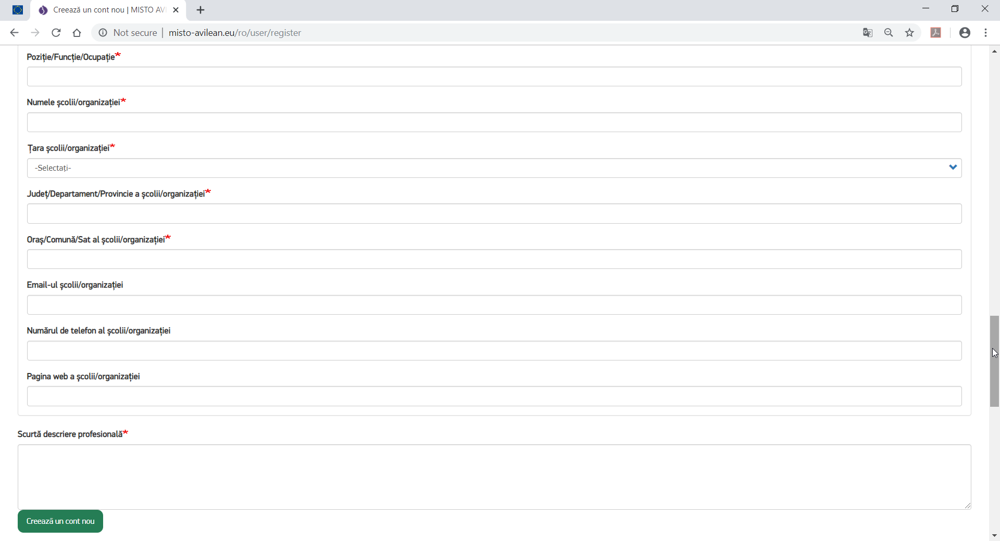 Creează un cont nou | MISTO AVI
Not secure | misto-avilean.eu/ro/user/register
Poziție/Funcție/Ocupație*
Numele școlii/organizației*
Țara școlii/organizației*
-Selectați-
Județ/Departament/Provincie a școlii/organizației*
Oraș/Comună/Sat al școlii/organizației*
Email-ul școlii/organizației
Numărul de telefon al școlii/organizației
Pagina web a școlii/organizației
Scurtă descriere profesională*
Creează un cont nou